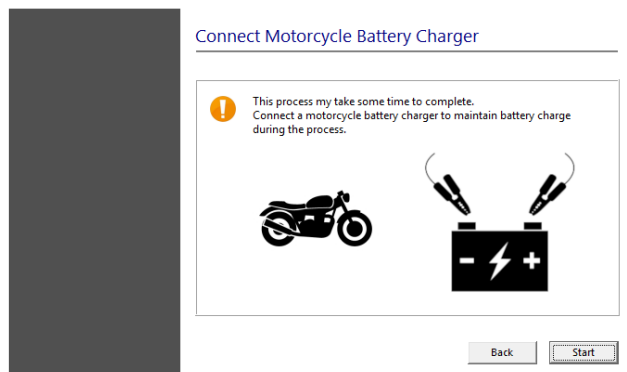 Connect Motorcycle Battery Charger
This process my take some time to complete.
Connect a motorcycle battery charger to maintain battery charge
during the process.
- +
Back Start